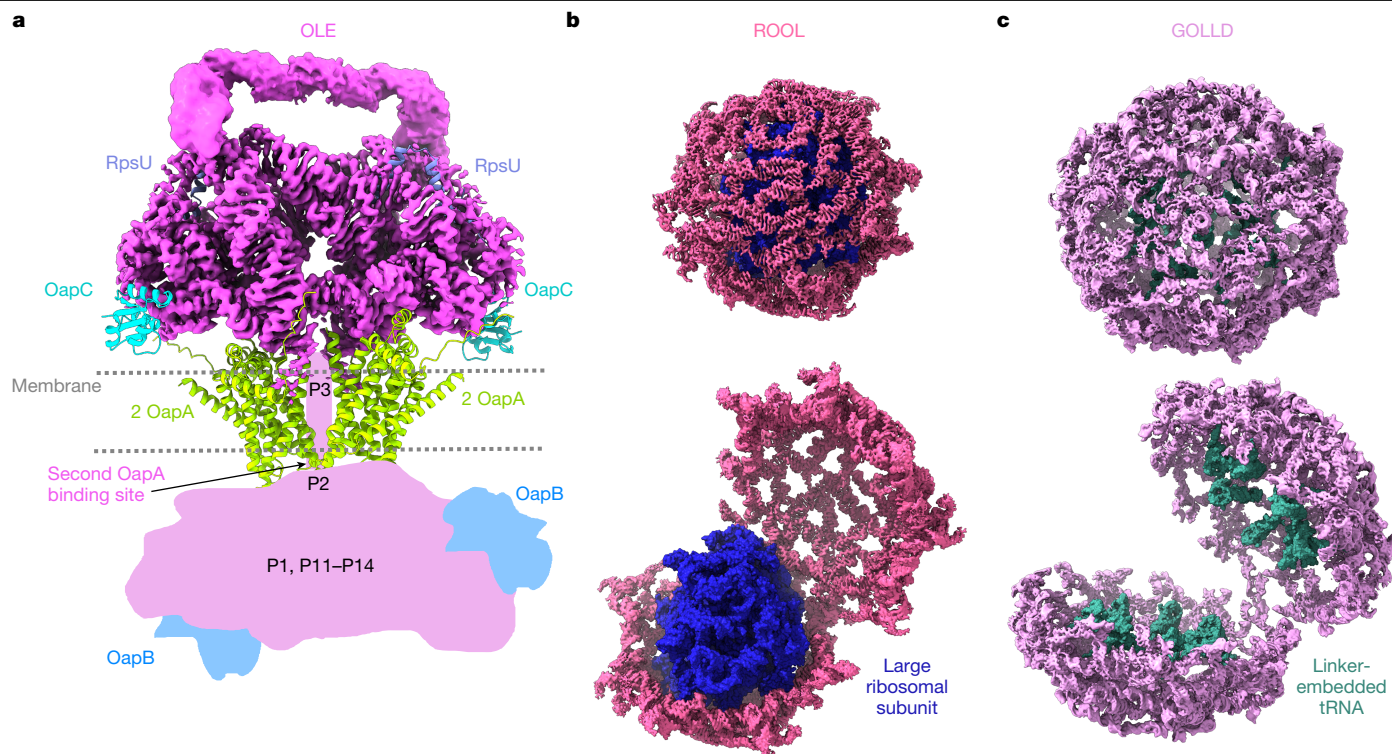 a
OLE
RpsU
RpsU
OapC
OapC
Membrane
P3
2 OapA
2 OapA
Second OapA
binding site
P2
OapB
P1, P11–P14
OapB
b
ROOL
Large
ribosomal
subunit
c
GOLLD
Linker-
embedded
tRNA